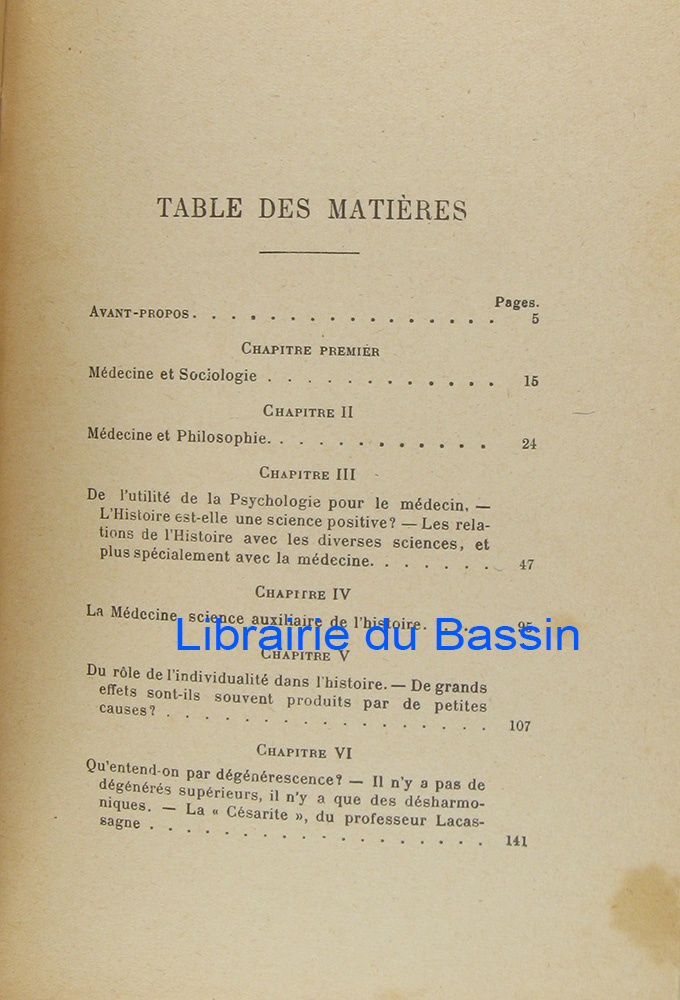 TABLE DES MATIÈRES
Pages.
AVANT-PROPOS. . . . . . . . . . . . . . . . 5
CHAPITRE PREMIER
Médecine et Sociologie . . . . . . . . . . . . 15
CHAPITRE II
Médecine et Philosophie. . . . . . . . . . . . 24
CHAPITRE III
De l'utilité de la Psychologie pour le médecin. —
L'Histoire est-elle une science positive? — Les rela-
tions de l'Histoire avec les diverses sciences, et
plus spécialement avec la médecine. . . . . . . 47
CHAPITRE IV
La Médecine, science auxiliaire de l'histoire. . . . 95
Librairie du Bassin
CHAPITRE V
Du rôle de l'individualité dans l'histoire. — De grands
effets sont-ils souvent produits par de petites
causes? . . . . . . . . . . . . . . . . . 107
CHAPITRE VI
Qu'entend-on par dégénérescence? — Il n'y a pas de
dégénérés supérieurs, il n'y a que des désharmo-
niques. — La « Césarite », du professeur Lacas-
sagne . . . . . . . . . . . . . . . . . . 141